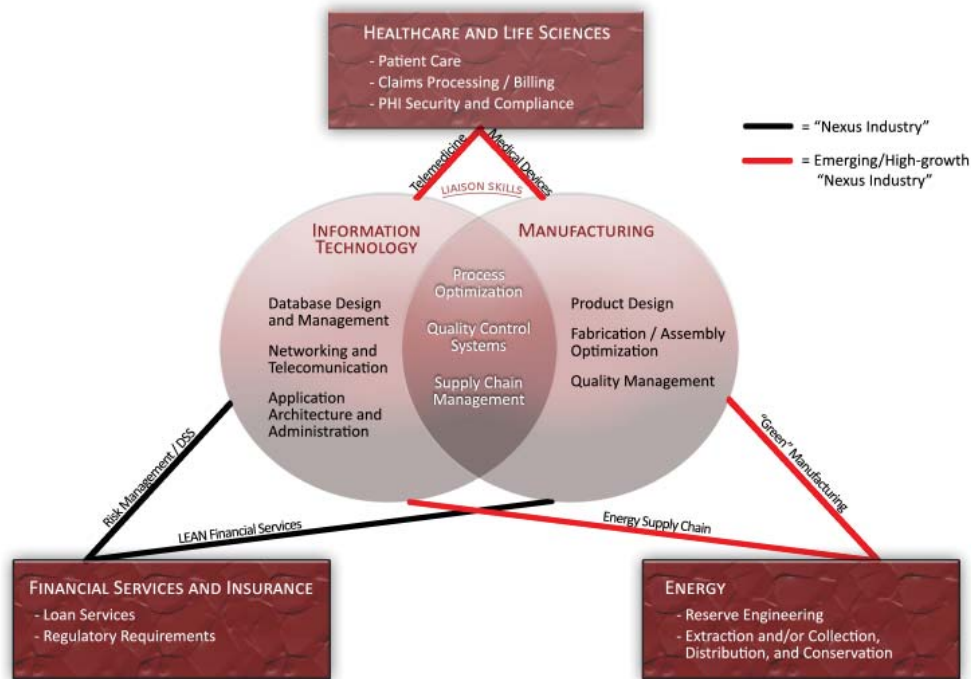 HEALTHCARE AND LIFE SCIENCES
- Patient Care
- Claims Processing / Billing
- PHI Security and Compliance
= "Nexus Industry"
= Emerging/High-growth
"Nexus Industry"
Telemedicine
Medical Devices
LIAISON SKILLS
INFORMATION
TECHNOLOGY
MANUFACTURING
Process
Optimization
Quality Control
Systems
Supply Chain
Management
Database Design
and Management
Networking and
Telecomunication
Application
Architecture and
Administration
Product Design
Fabrication / Assembly
Optimization
Quality Management
Risk Management / DSS
LEAN Financial Services
Energy Supply Chain
"Green" Manufacturing
FINANCIAL SERVICES AND INSURANCE
- Loan Services
- Regulatory Requirements
ENERGY
- Reserve Engineering
- Extraction and/or Collection,
Distribution, and Conservation